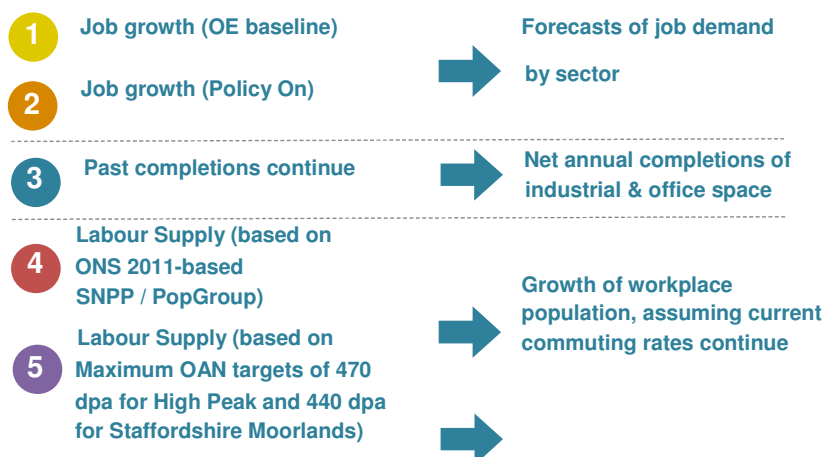 1 Job growth (OE baseline)
Forecasts of job demand
by sector
2 Job growth (Policy On)
3 Past completions continue
Net annual completions of
industrial & office space
4 Labour Supply (based on
ONS 2011-based
SNPP / PopGroup)
Growth of workplace
population, assuming current
commuting rates continue
5 Labour Supply (based on
Maximum OAN targets of 470
dpa for High Peak and 440 dpa
for Staffordshire Moorlands)